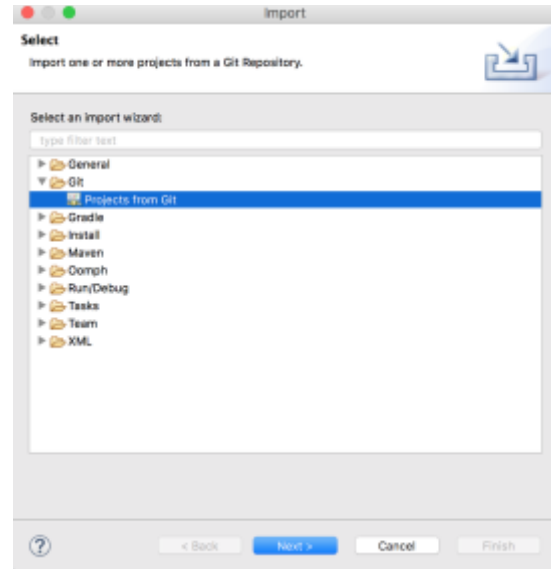 Import
Select
Import one or more projects from a Git Repository.
Select an import wizard:
type filter text
General
Git
Projects from Git
Gradle
Install
Maven
Oomph
Run/Debug
Tasks
Team
XML
?
< Back
Next >
Cancel
Finish